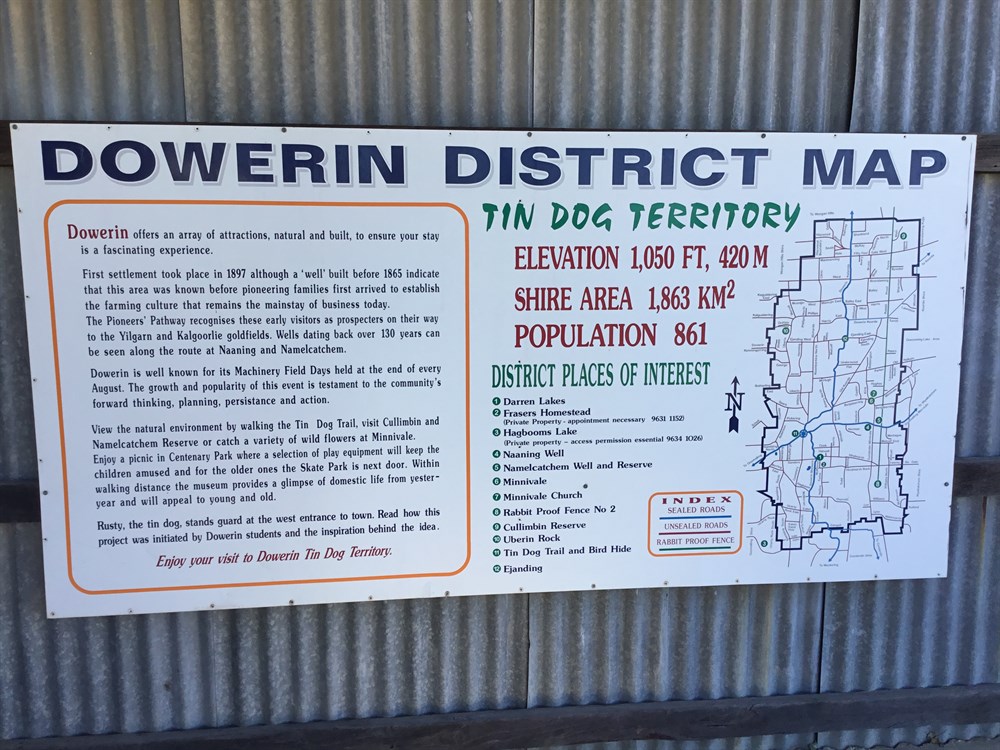 DOWERIN DISTRICT MAP
Dowerin offers an array of attractions, natural and built, to ensure your stay
is a fascinating experience.
First settlement took place in 1897 although a 'well' built before 1865 indicate
that this area was known before pioneering families first arrived to establish
the farming culture that remains the mainstay of business today.
The Pioneers' Pathway recognises these early visitors as prospecters on their way
to the Yilgarn and Kalgoorlie goldfields. Wells dating back over 130 years can
be seen along the route at Naaning and Namelcatchem.
Dowerin is well known for its Machinery Field Days held at the end of every
August. The growth and popularity of this event is testament to the community's
forward thinking, planning, persistance and action.
View the natural environment by walking the Tin Dog Trail, visit Cullimbin and
Namelcatchem Reserve or catch a variety of wild flowers at Minnivale.
Enjoy a picnic in Centenary Park where a selection of play equipment will keep the
children amused and for the older ones the Skate Park is next door. Within
walking distance the museum provides a glimpse of domestic life from yester-
year and will appeal to young and old.
Rusty, the tin dog, stands guard at the west entrance to town. Read how this
project was initiated by Dowerin students and the inspiration behind the idea.
Enjoy your visit to Dowerin Tin Dog Territory.
TIN DOG TERRITORY
ELEVATION 1,050 FT, 420 M
SHIRE AREA 1,863 KM2
POPULATION 861
DISTRICT PLACES OF INTEREST
1 Darren Lakes
2 Frasers Homestead
(Private Property - appointment necessary 9631 1152)
3 Hagbooms Lake
(Private property – access permission essential 9634 1026)
4 Naaning Well
5 Namelcatchem Well and Reserve
6 Minnivale
7 Minnivale Church
8 Rabbit Proof Fence No 2
9 Cullimbin Reserve
10 Uberin Rock
11 Tin Dog Trail and Bird Hide
12 Ejanding
N
INDEX
SEALED ROADS
UNSEALED ROADS
RABBIT PROOF FENCE